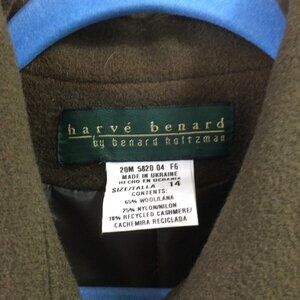 harvé benard
by benard holtzman
20M 5820 04 F6
MADE IN UKRAINE
HECHO EN UCRANIA
SIZE/TALLA 14
CONTENTS:
65% WOOL/LANA
25% NYLON/NILON
10% RECYCLED CASHMERE/
CACHEMIRA RECICLADA